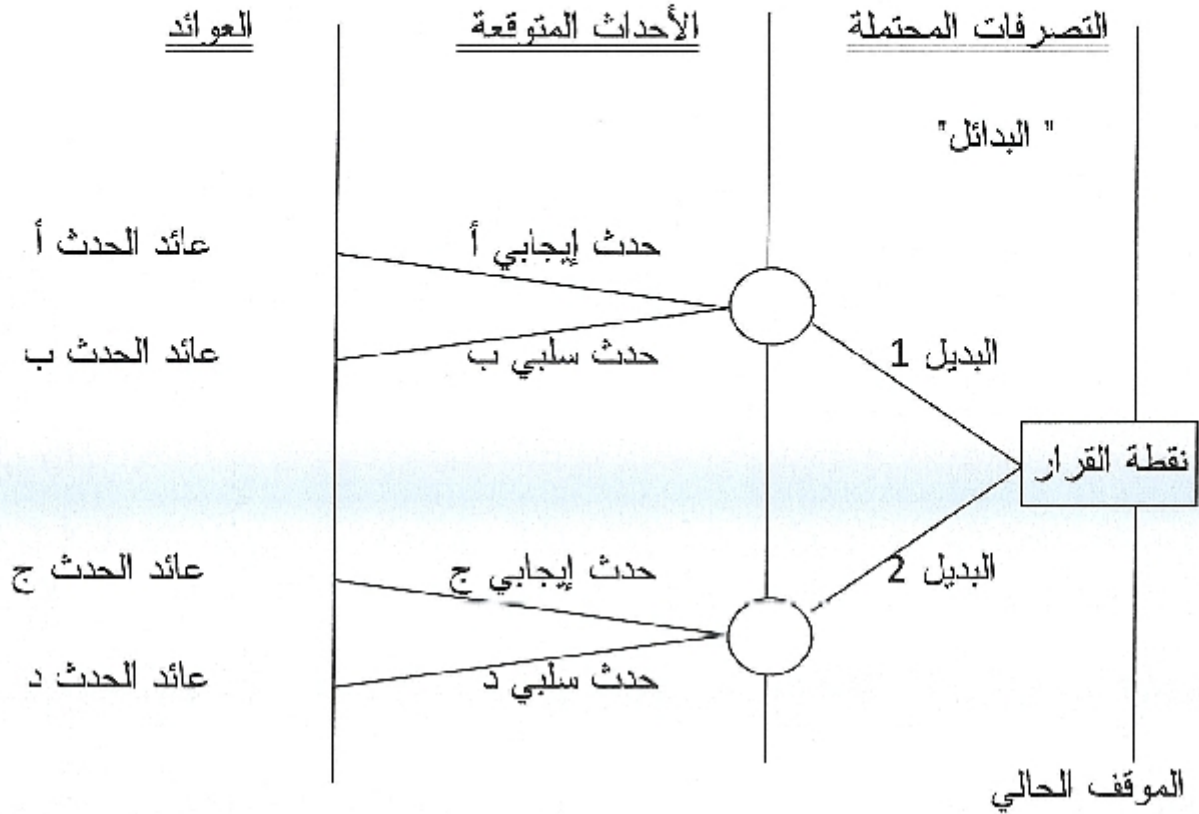 التصرفات المحتملة
الأحداث المتوقعة
العوائد
" البدائل"
حدث إيجابي أ
عائد الحدث أ
البديل 1
حدث سلبي ب
عائد الحدث ب
نقطة القرار
البديل 2
حدث إيجابي ج
عائد الحدث ج
حدث سلبي د
عائد الحدث د
الموقف الحالي